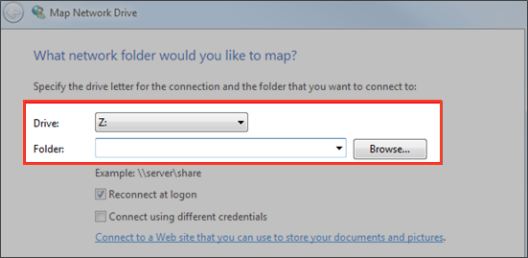 Map Network Drive
What network folder would you like to map?
Specify the drive letter for the connection and the folder that you want to connect to:
Drive: Z:
Folder: Browse...
Example: \\server\share
Reconnect at logon
Connect using different credentials
Connect to a Web site that you can use to store your documents and pictures.